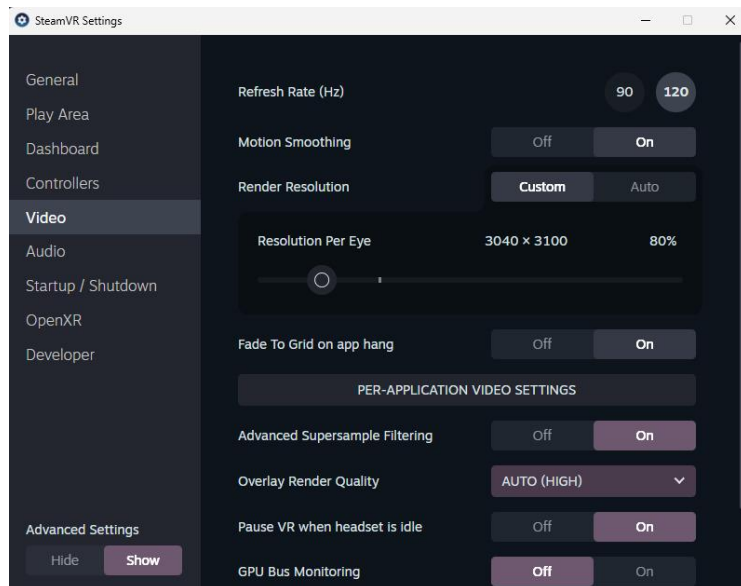 SteamVR Settings
General
Play Area
Dashboard
Controllers
Video
Audio
Startup / Shutdown
OpenXR
Developer
Advanced Settings
Hide Show
Refresh Rate (Hz) 90 120
Motion Smoothing Off On
Render Resolution Custom Auto
Resolution Per Eye 3040 × 3100 80%
Fade To Grid on app hang Off On
PER-APPLICATION VIDEO SETTINGS
Advanced Supersample Filtering Off On
Overlay Render Quality AUTO (HIGH)
Pause VR when headset is idle Off On
GPU Bus Monitoring Off On